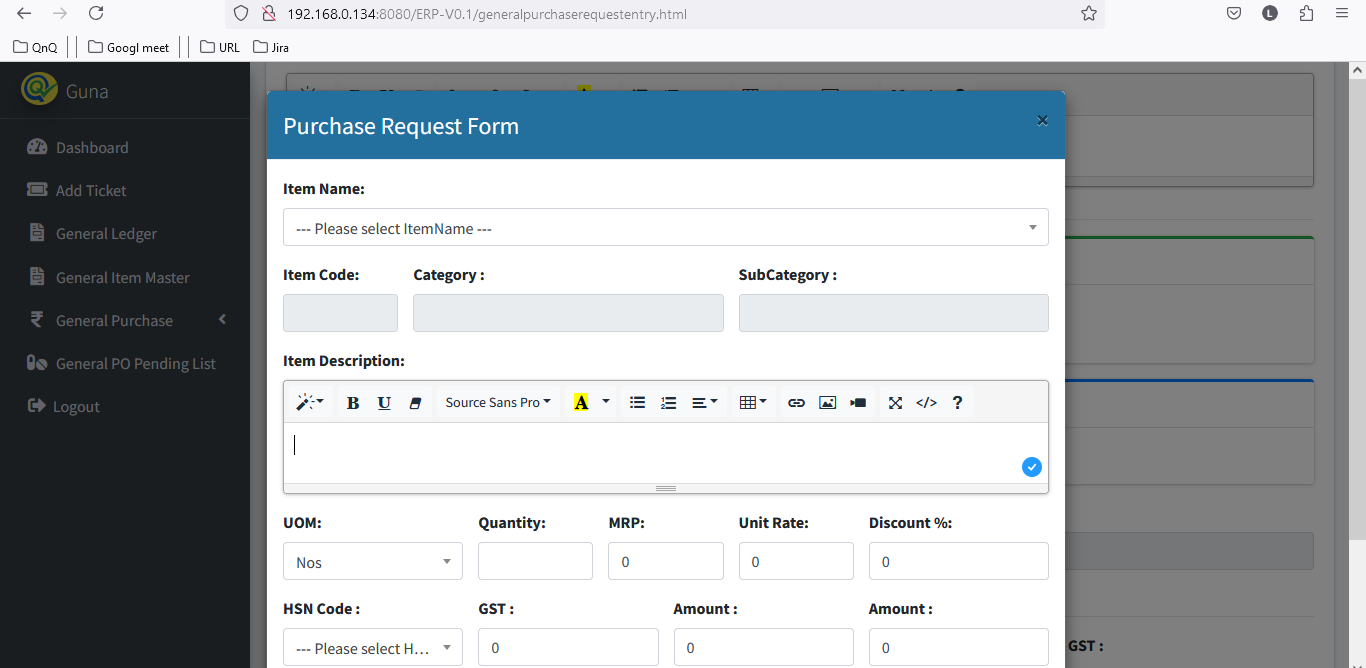 192.168.0.134:8080/ERP-V0.1/generalpurchaserequestentry.html
L
QnQ Googl meet URL Jira
Guna
Dashboard
Add Ticket
General Ledger
General Item Master
General Purchase
General PO Pending List
Logout
Purchase Request Form ×
Item Name:
--- Please select ItemName ---
Item Code: Category : SubCategory :
Item Description:
B U Source Sans Pro A </> ?
UOM: Quantity: MRP: Unit Rate: Discount %:
Nos 0 0 0
HSN Code : GST : Amount : Amount :
--- Please select H... 0 0 0
GST :